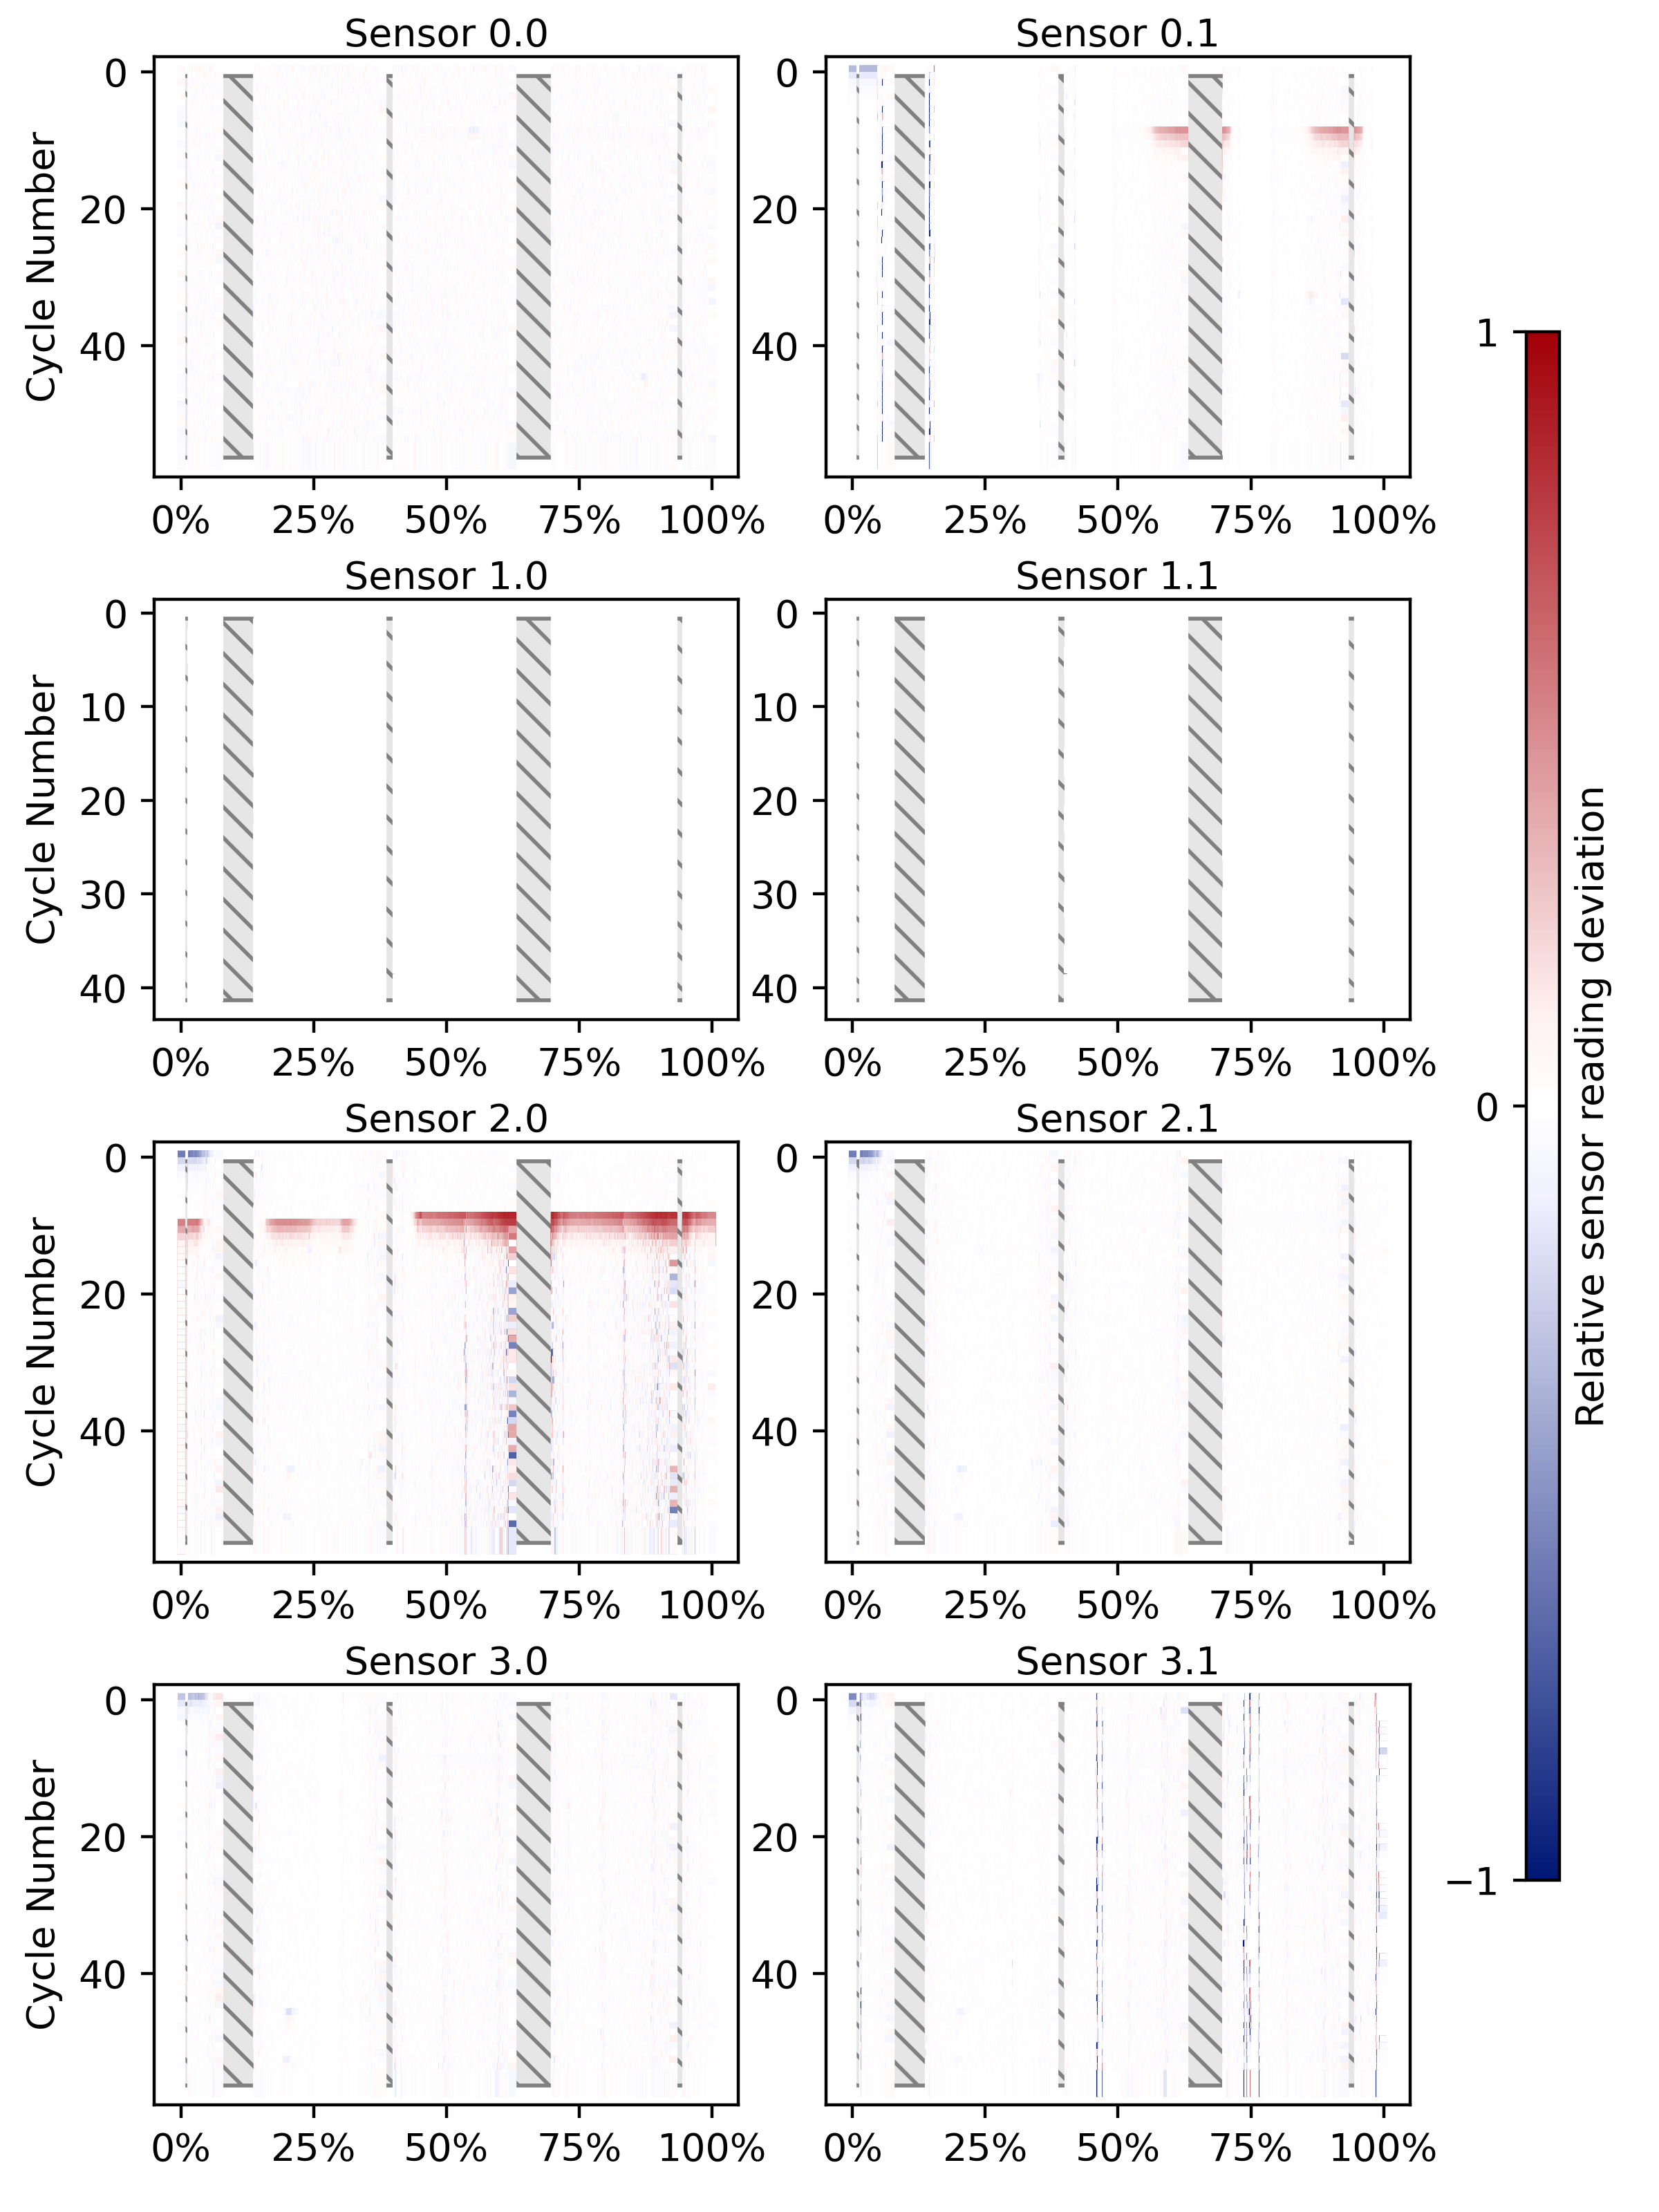 Sensor 0.0
Sensor 0.1
Cycle Number
0
20
40
0
20
40
0% 25% 50% 75% 100%
0% 25% 50% 75% 100%
Sensor 1.0
Sensor 1.1
Cycle Number
0
10
20
30
40
0
10
20
30
40
0% 25% 50% 75% 100%
0% 25% 50% 75% 100%
Sensor 2.0
Sensor 2.1
Cycle Number
0
20
40
0
20
40
0% 25% 50% 75% 100%
0% 25% 50% 75% 100%
Sensor 3.0
Sensor 3.1
Cycle Number
0
20
40
0
20
40
0% 25% 50% 75% 100%
0% 25% 50% 75% 100%
1
0
−1
Relative sensor reading deviation